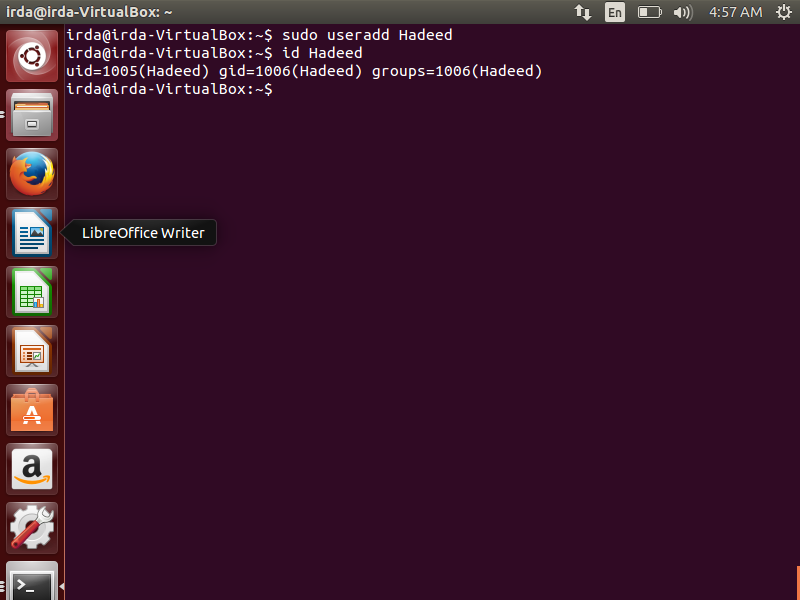 irda@irda-VirtualBox: ~
En
4:57 AM
irda@irda-VirtualBox:~$ sudo useradd Hadeed
irda@irda-VirtualBox:~$ id Hadeed
uid=1005(Hadeed) gid=1006(Hadeed) groups=1006(Hadeed)
irda@irda-VirtualBox:~$
LibreOffice Writer
A
a
>_